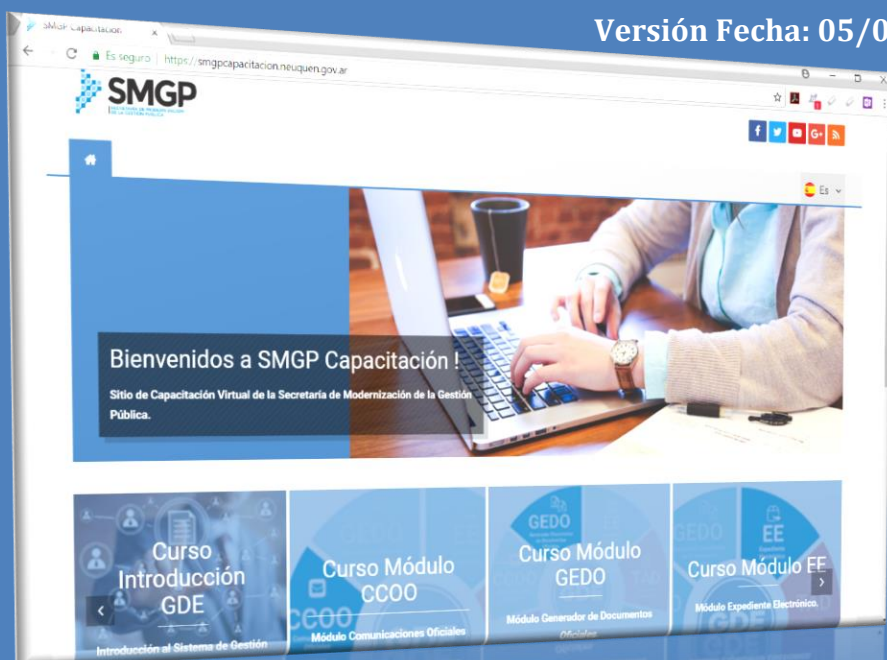 Versión Fecha: 05/0
SMGP Capacitación
Es seguro | https://smgpcapacitacion.neuquen.gov.ar
SMGP
Es
Bienvenidos a SMGP Capacitación !
Sitio de Capacitación Virtual de la Secretaría de Modernización de la Gestión
Pública.
Curso
Introducción
GDE
Introducción al Sistema de Gestión
Curso Módulo
CCOO
CCOO
Módulo Comunicaciones Oficiales
GEDO
Curso Módulo
GEDO
Módulo Generador de Documentos
Oficiales
EE
Curso Módulo EE
Módulo Expediente Electrónico.
GDE